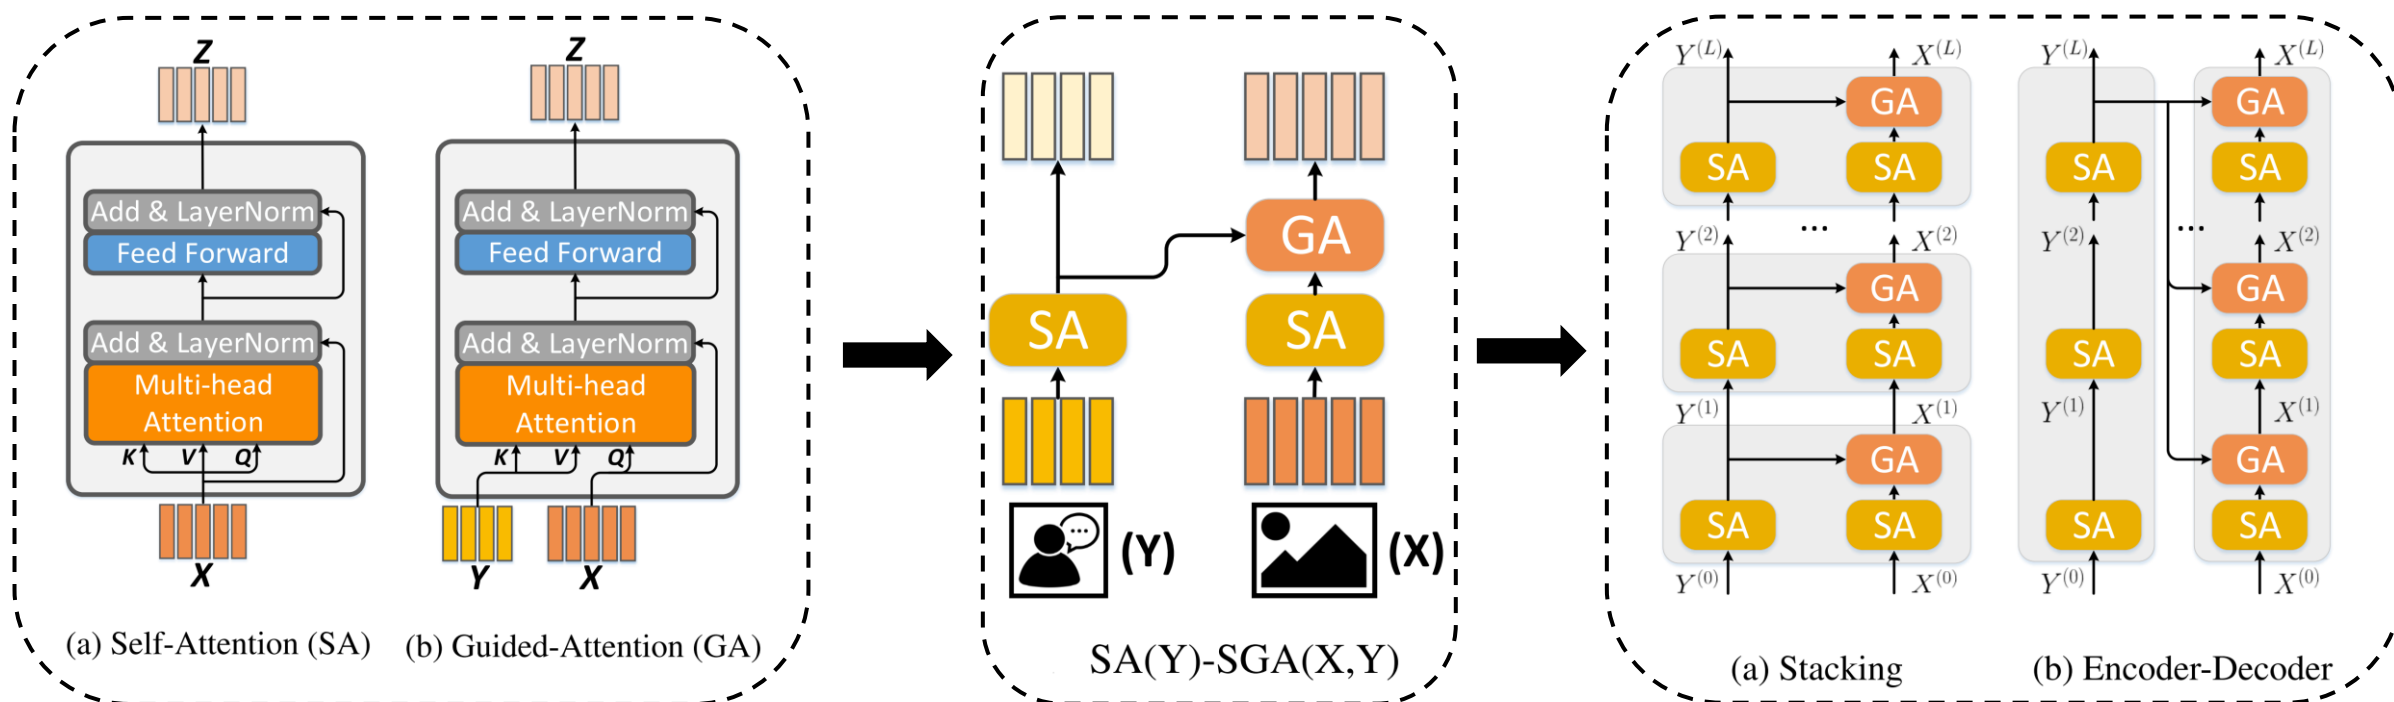 Z
Add & LayerNorm
Feed Forward
Add & LayerNorm
Multi-head
Attention
K V Q
X
(a) Self-Attention (SA)
Z
Add & LayerNorm
Feed Forward
Add & LayerNorm
Multi-head
Attention
K V Q
Y X
(b) Guided-Attention (GA)
GA
SA SA
(Y) (X)
SA(Y)-SGA(X,Y)
Y^(L) X^(L)
GA
SA SA
...
Y^(2) X^(2)
GA
SA SA
Y^(1) X^(1)
GA
SA SA
Y^(0) X^(0)
(a) Stacking
Y^(L) X^(L)
GA
SA SA
...
Y^(2) X^(2)
GA
SA SA
Y^(1) X^(1)
GA
SA SA
Y^(0) X^(0)
(b) Encoder-Decoder